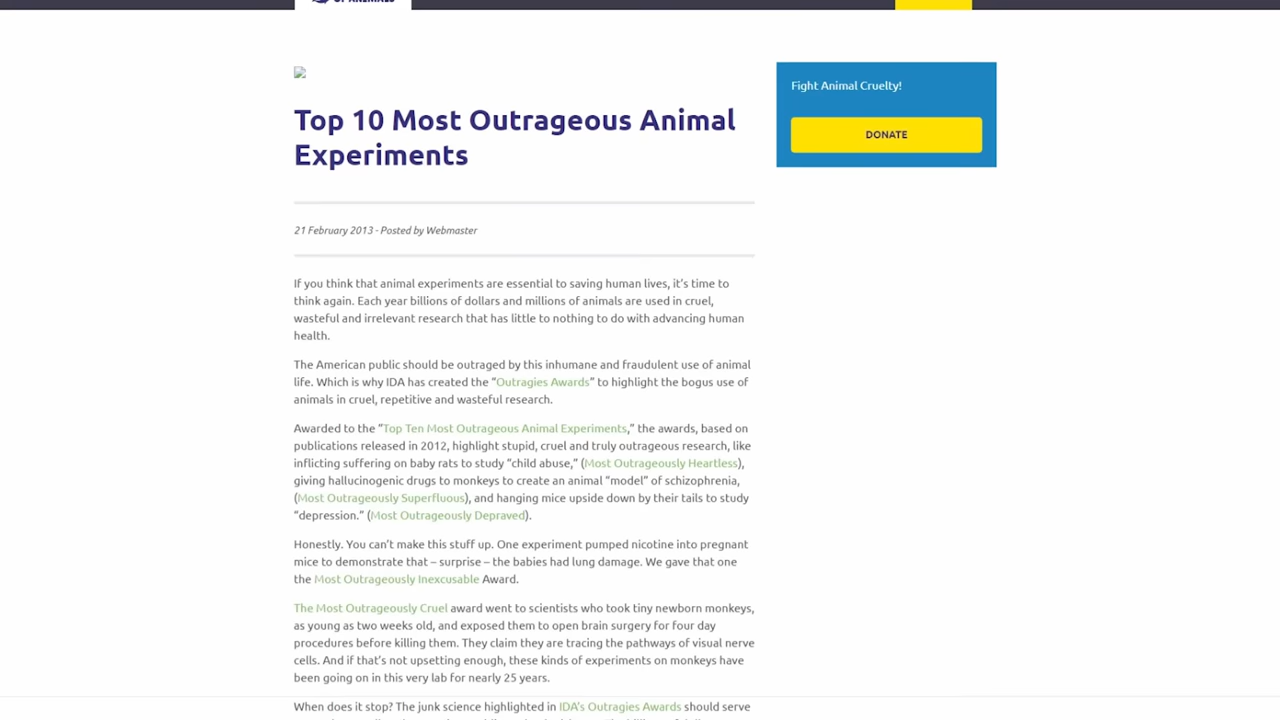 Top 10 Most Outrageous Animal
Experiments
21 February 2013 - Posted by Webmaster
If you think that animal experiments are essential to saving human lives, it's time to
think again. Each year billions of dollars and millions of animals are used in cruel,
wasteful and irrelevant research that has little to nothing to do with advancing human
health.
The American public should be outraged by this inhumane and fraudulent use of animal
life. Which is why IDA has created the “Outragies Awards” to highlight the bogus use of
animals in cruel, repetitive and wasteful research.
Awarded to the “Top Ten Most Outrageous Animal Experiments,” the awards, based on
publications released in 2012, highlight stupid, cruel and truly outrageous research, like
inflicting suffering on baby rats to study “child abuse,” (Most Outrageously Heartless),
giving hallucinogenic drugs to monkeys to create an animal “model” of schizophrenia,
(Most Outrageously Superfluous), and hanging mice upside down by their tails to study
“depression.” (Most Outrageously Depraved).
Honestly. You can't make this stuff up. One experiment pumped nicotine into pregnant
mice to demonstrate that – surprise – the babies had lung damage. We gave that one
the Most Outrageously Inexcusable Award.
The Most Outrageously Cruel award went to scientists who took tiny newborn monkeys,
as young as two weeks old, and exposed them to open brain surgery for four day
procedures before killing them. They claim they are tracing the pathways of visual nerve
cells. And if that's not upsetting enough, these kinds of experiments on monkeys have
been going on in this very lab for nearly 25 years.
When does it stop? The junk science highlighted in IDA's Outragies Awards should serve
Fight Animal Cruelty!
DONATE